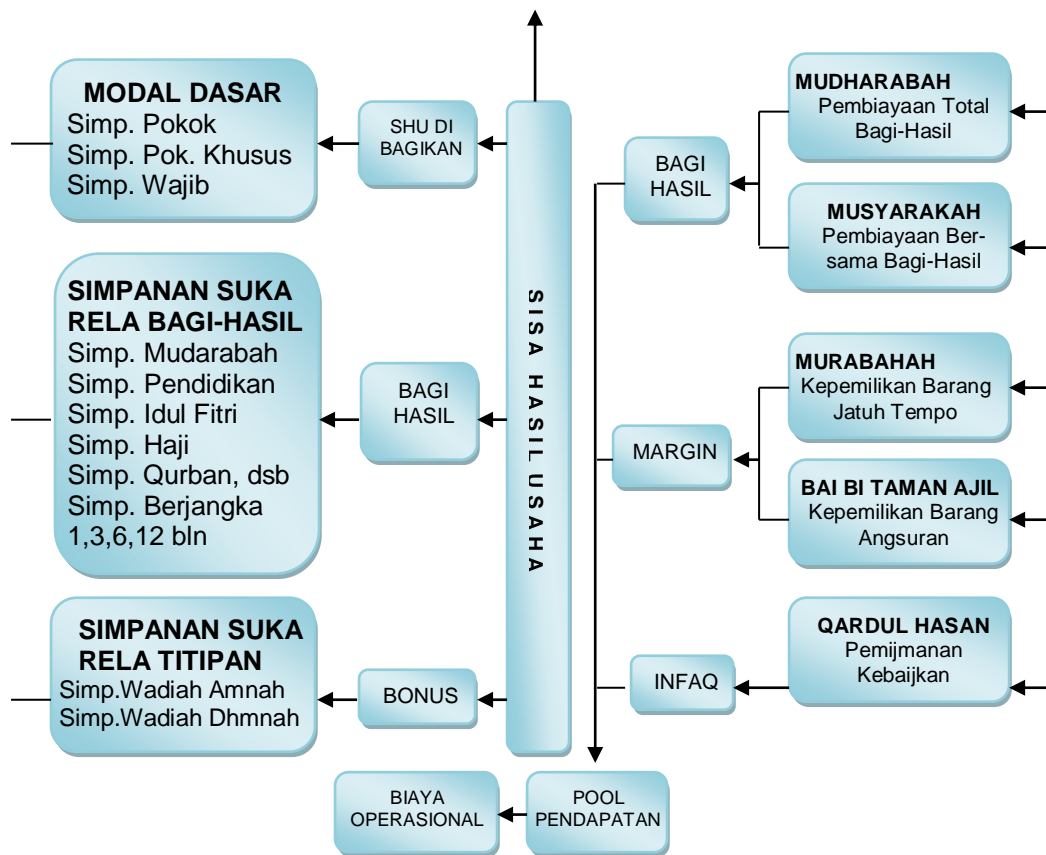 MODAL DASAR
Simp. Pokok
Simp. Pok. Khusus
Simp. Wajib
SHU DI
BAGIKAN
SIMPANAN SUKA
RELA BAGI-HASIL
Simp. Mudarabah
Simp. Pendidikan
Simp. Idul Fitri
Simp. Haji
Simp. Qurban, dsb
Simp. Berjangka
1,3,6,12 bln
BAGI
HASIL
SIMPANAN SUKA
RELA TITIPAN
Simp.Wadiah Amnah
Simp.Wadiah Dhmnah
BONUS
SISA HASIL USAHA
BAGI
HASIL
MUDHARABAH
Pembiayaan Total
Bagi-Hasil
MUSYARAKAH
Pembiayaan Ber-
sama Bagi-Hasil
MARGIN
MURABAHAH
Kepemilikan Barang
Jatuh Tempo
BAI BI TAMAN AJIL
Kepemilikan Barang
Angsuran
INFAQ
QARDUL HASAN
Pemijmanan
Kebaijkan
BIAYA
OPERASIONAL
POOL
PENDAPATAN